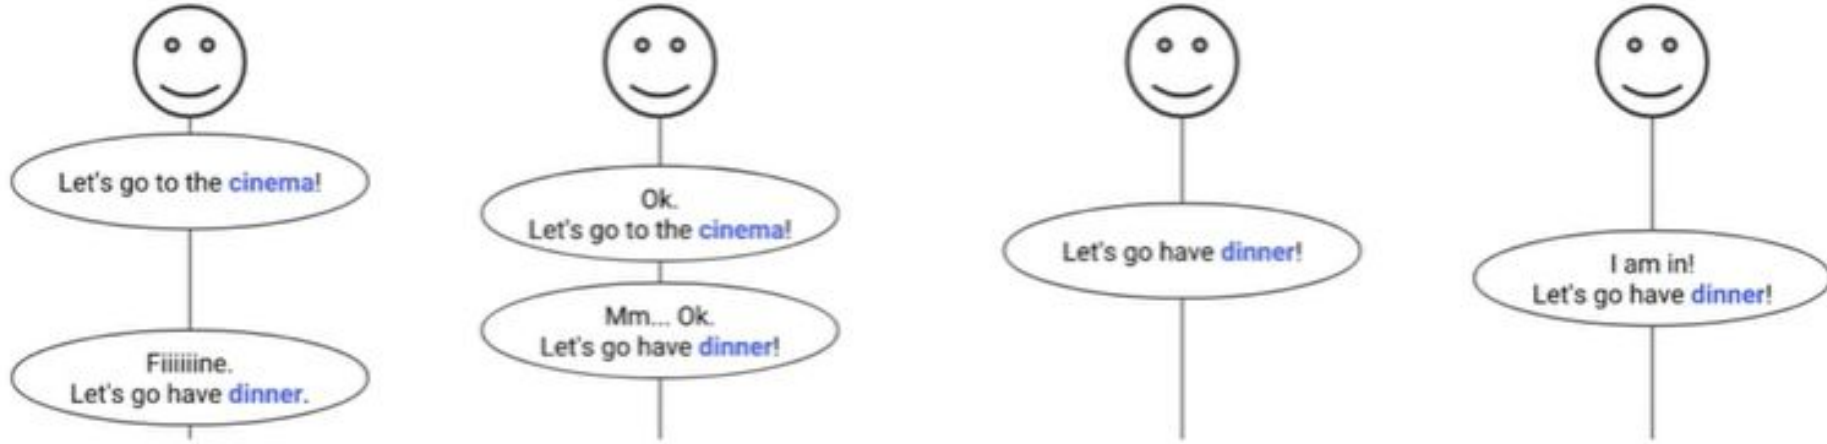 Let's go to the cinema!
Fiiiiiine.
Let's go have dinner.
Ok.
Let's go to the cinema!
Mm... Ok.
Let's go have dinner!
Let's go have dinner!
I am in!
Let's go have dinner!